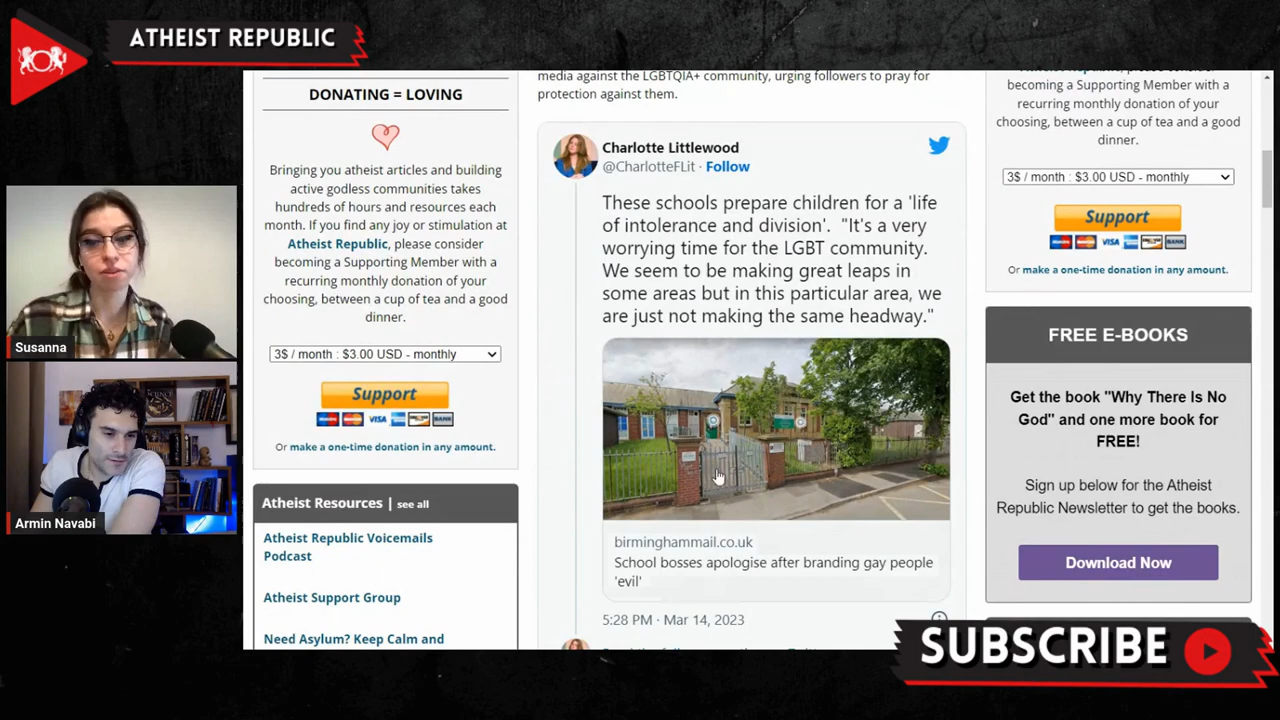 ATHEIST REPUBLIC
Susanna
Armin Navabi
DONATING = LOVING
Bringing you atheist articles and building
active godless communities takes
hundreds of hours and resources each
month. If you find any joy or stimulation at
Atheist Republic, please consider
becoming a Supporting Member with a
recurring monthly donation of your
choosing, between a cup of tea and a good
dinner.
3$ / month : $3.00 USD - monthly
Support
VISA
BANK
Or make a one-time donation in any amount.
Atheist Resources | see all
Atheist Republic Voicemails
Podcast
Atheist Support Group
Need Asylum? Keep Calm and
media against the LGBTQIA+ community, urging followers to pray for
protection against them.
Charlotte Littlewood
@CharlotteFLit · Follow
These schools prepare children for a 'life
of intolerance and division'. "It's a very
worrying time for the LGBT community.
We seem to be making great leaps in
some areas but in this particular area, we
are just not making the same headway."
birminghammail.co.uk
School bosses apologise after branding gay people
'evil'
5:28 PM · Mar 14, 2023
becoming a Supporting Member with a
recurring monthly donation of your
choosing, between a cup of tea and a good
dinner.
3$ / month : $3.00 USD - monthly
Support
VISA
BANK
Or make a one-time donation in any amount.
FREE E-BOOKS
Get the book "Why There Is No
God" and one more book for
FREE!
Sign up below for the Atheist
Republic Newsletter to get the books.
Download Now
SUBSCRIBE